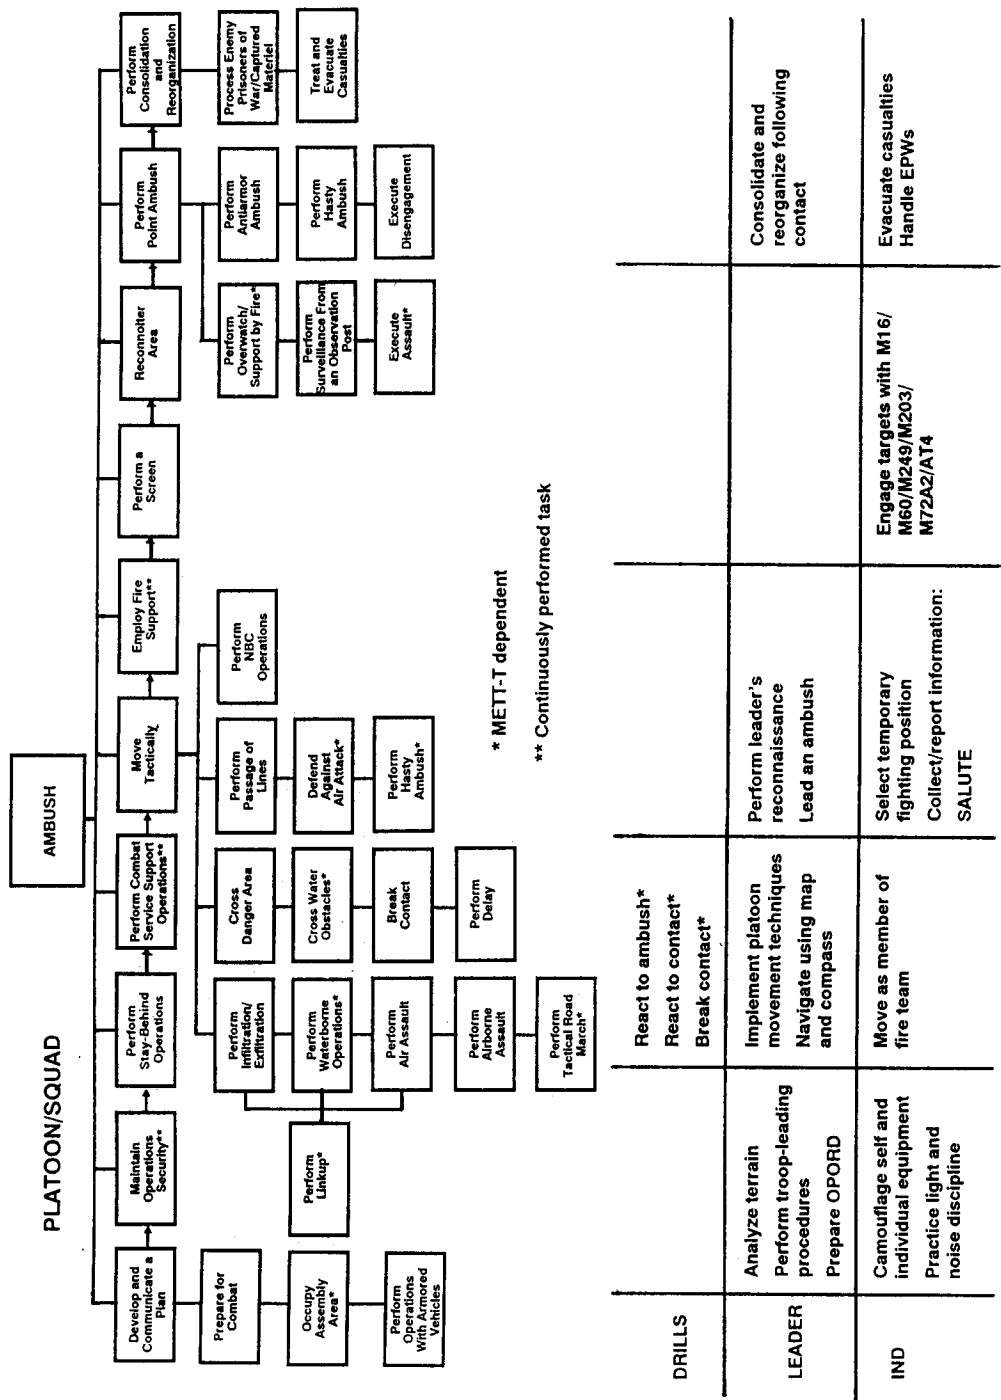 PLATOON/SQUAD
AMBUSH
Develop and
Communicate a
Plan
Maintain
Operations
Security**
Perform
Stay-Behind
Operations
Perform Combat
Service Support
Operations**
Move
Tactically
Employ Fire
Support**
Perform a
Screen
Reconnoiter
Area
Perform
Point Ambush
Perform
Consolidation
and
Reorganization
Prepare for
Combat
Occupy
Assembly
Area*
Perform
Operations
With Armored
Vehicles
Perform
Linkup*
Perform
Infiltration/
Exfiltration
Perform
Waterborne
Operations*
Perform
Air Assault
Perform
Airborne
Assault
Perform
Tactical Road
March*
Cross
Danger Area
Cross Water
Obstacles*
Break
Contact
Perform
Delay
Perform
Passage of
Lines
Defend
Against
Air Attack*
Perform
Hasty
Ambush*
Perform
NBC
Operations
Perform
Overwatch/
Support by Fire*
Perform
Surveillance From
an Observation
Post
Execute
Assault*
Perform
Antiarmor
Ambush
Perform
Hasty
Ambush
Execute
Disengagement
Process Enemy
Prisoners of
War/Captured
Materiel
Treat and
Evacuate
Casualties
* METT-T dependent
** Continuously performed task
DRILLS
React to ambush*
React to contact*
Break contact*
LEADER
Analyze terrain
Perform troop-leading
procedures
Prepare OPORD
Implement platoon
movement techniques
Navigate using map
and compass
Perform leader's
reconnaissance
Lead an ambush
Consolidate and
reorganize following
contact
IND
Camouflage self and
individual equipment
Practice light and
noise discipline
Move as member of
fire team
Select temporary
fighting position
Collect/report information:
SALUTE
Engage targets with M16/
M60/M249/M203/
M72A2/AT4
Evacuate casualties
Handle EPWs